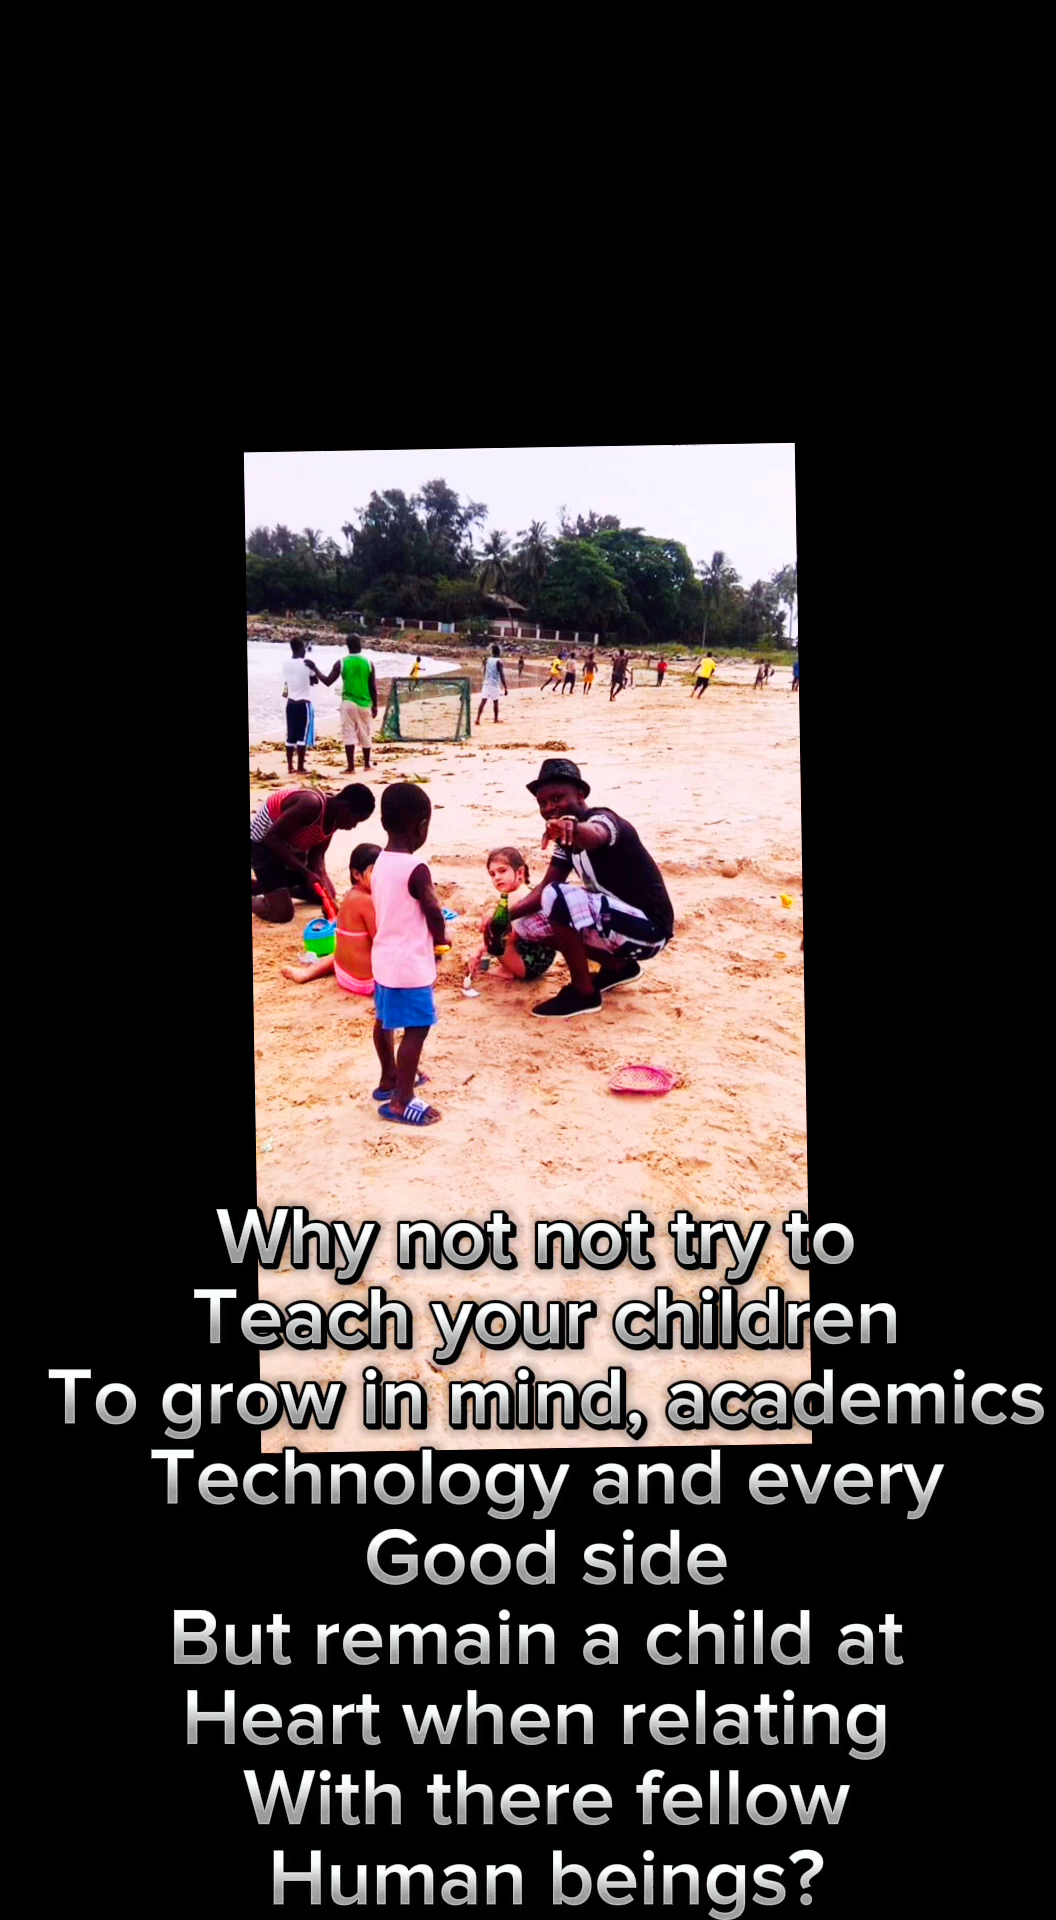 Why not not try to
Teach your children
To grow in mind, academics
Technology and every
Good side
But remain a child at
Heart when relating
With there fellow
Human beings?